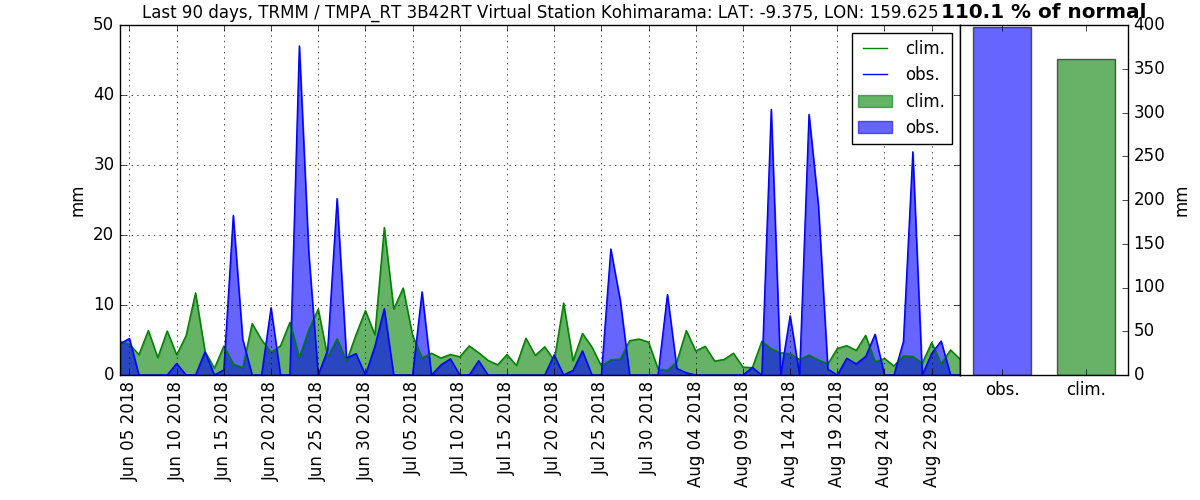 Last 90 days, TRMM / TMPA_RT 3B42RT Virtual Station Kohimarama: LAT: -9.375, LON: 159.625
110.1 % of normal
50
40
30
20
10
0
mm
clim.
obs.
clim.
obs.
Jun 05 2018
Jun 10 2018
Jun 15 2018
Jun 20 2018
Jun 25 2018
Jun 30 2018
Jul 05 2018
Jul 10 2018
Jul 15 2018
Jul 20 2018
Jul 25 2018
Jul 30 2018
Aug 04 2018
Aug 09 2018
Aug 14 2018
Aug 19 2018
Aug 24 2018
Aug 29 2018
400
350
300
250
200
150
100
50
0
mm
obs.
clim.